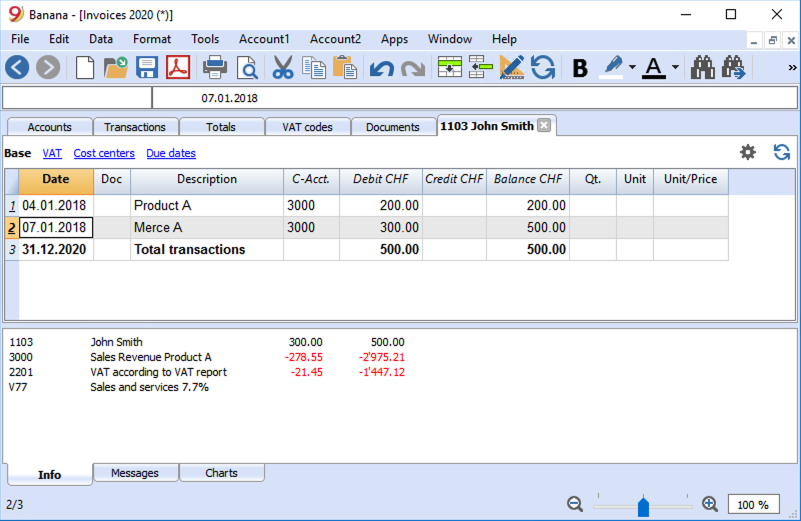 Banana - [Invoices 2020 (*)]
File Edit Data Format Tools Account1 Account2 Apps Window Help
B A »
07.01.2018
Accounts Transactions Totals VAT codes Documents 1103 John Smith
Base VAT Cost centers Due dates
Date Doc Description C-Acct. Debit CHF Credit CHF Balance CHF Qt. Unit Unit/Price
1 04.01.2018 Product A 3000 200.00 200.00
2 07.01.2018 Merce A 3000 300.00 500.00
3 31.12.2020 Total transactions 500.00 500.00
1103 John Smith 300.00 500.00
3000 Sales Revenue Product A -278.55 -2'975.21
2201 VAT according to VAT report -21.45 -1'447.12
V77 Sales and services 7.7%
Info Messages Charts
2/3 100 %